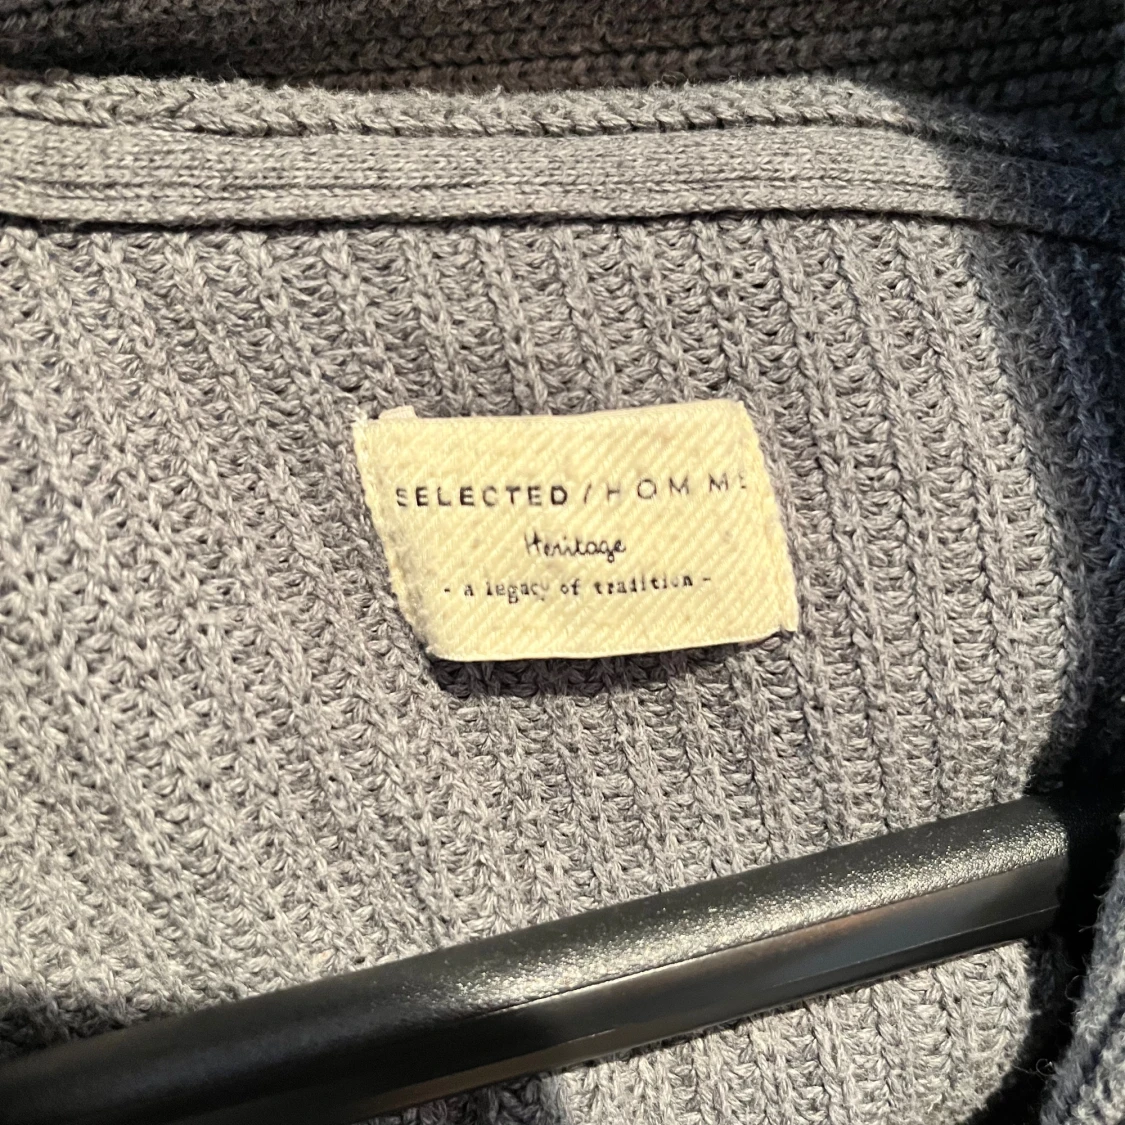 SELECTED / HOMME
Heritage
- a legacy of tradition -